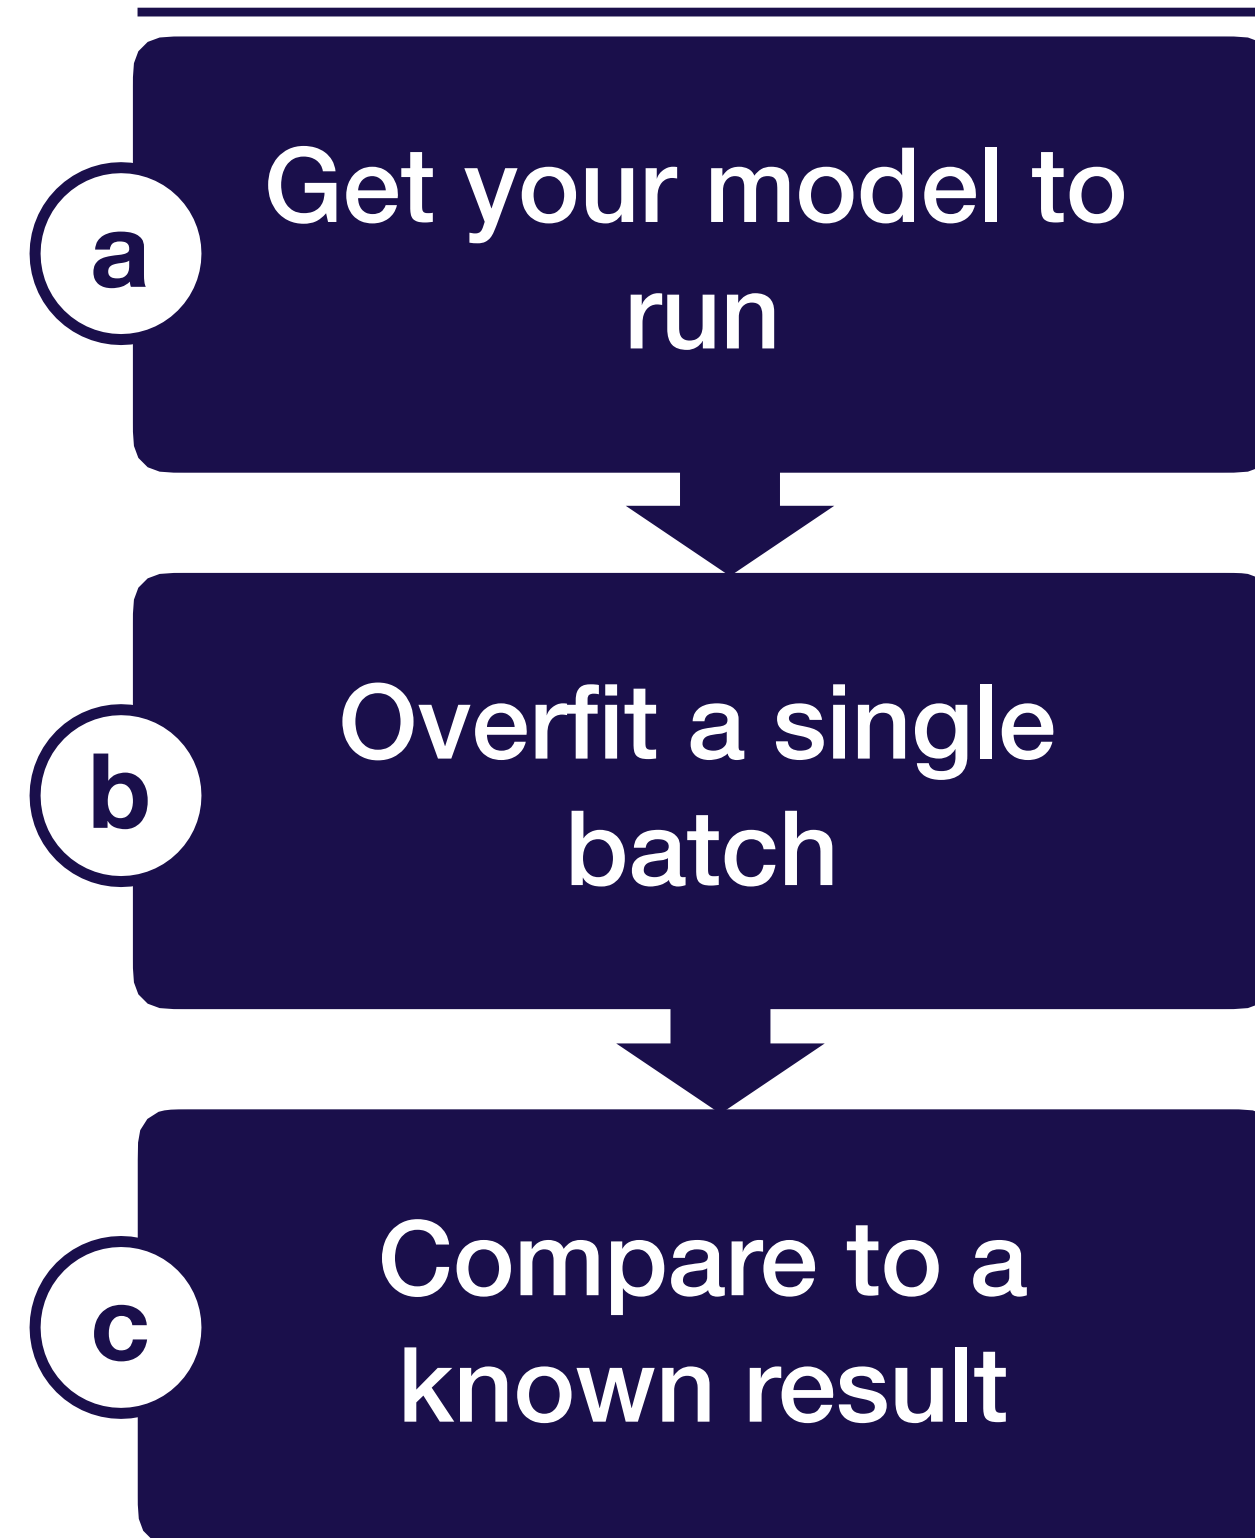 a
Get your model to
run
b
Overfit a single
batch
c
Compare to a
known result